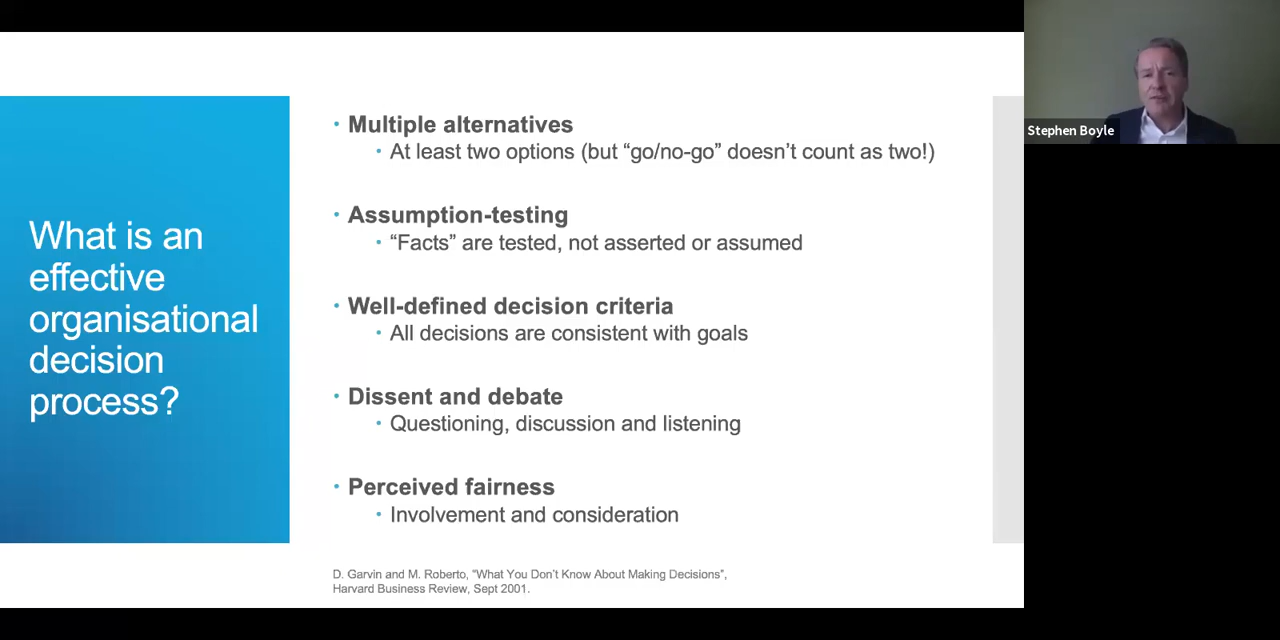 What is an
effective
organisational
decision
process?
• Multiple alternatives
• At least two options (but “go/no-go” doesn’t count as two!)
• Assumption-testing
• “Facts” are tested, not asserted or assumed
• Well-defined decision criteria
• All decisions are consistent with goals
• Dissent and debate
• Questioning, discussion and listening
• Perceived fairness
• Involvement and consideration
D. Garvin and M. Roberto, “What You Don’t Know About Making Decisions”,
Harvard Business Review, Sept 2001.
Stephen Boyle